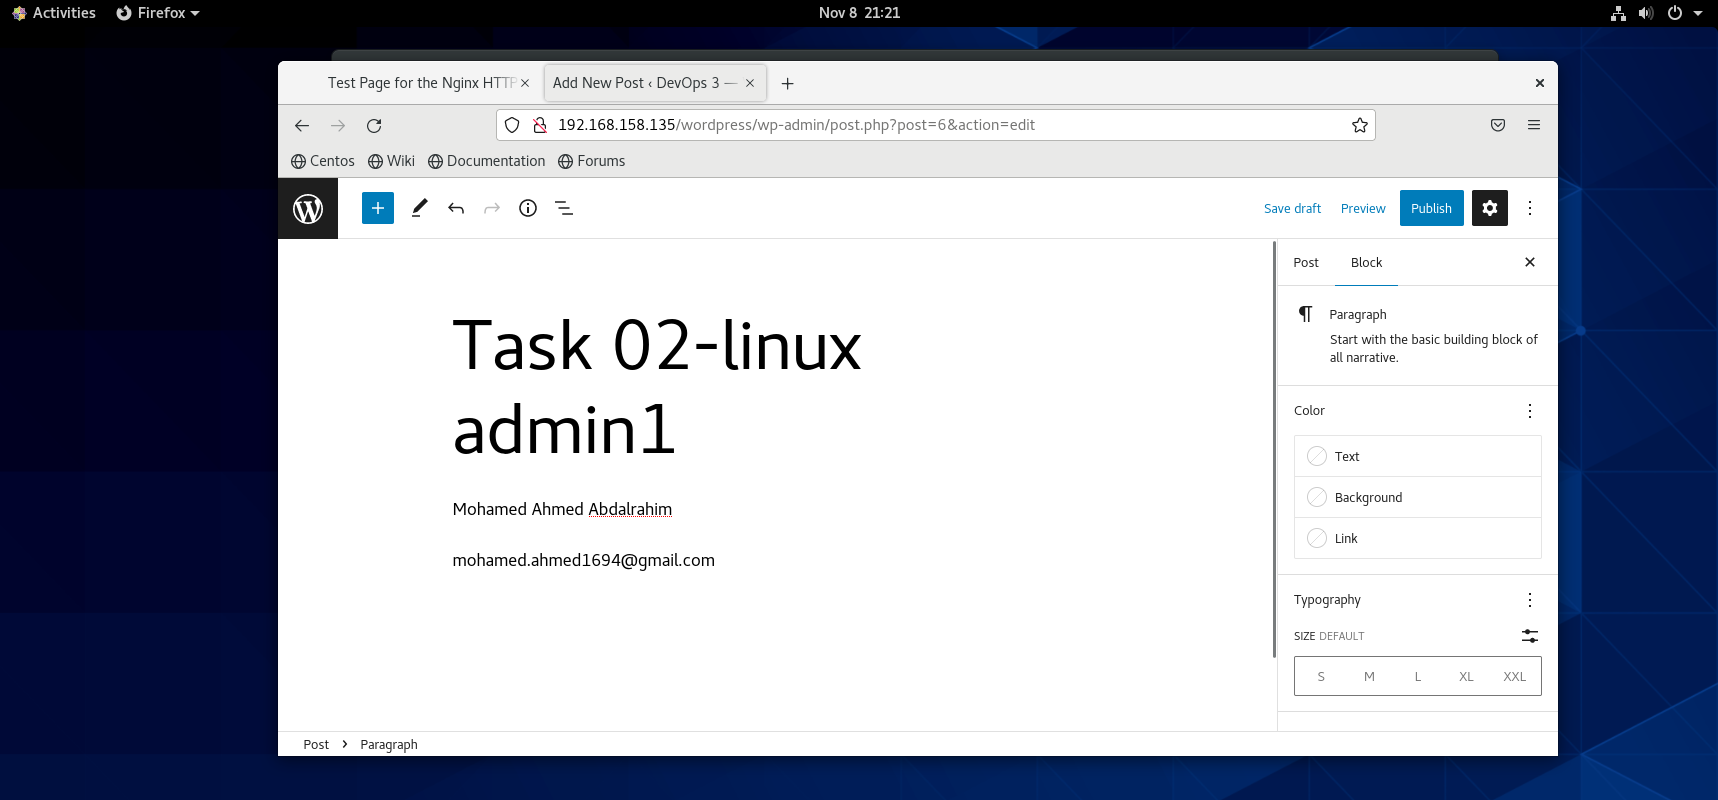 Activities Firefox Nov 8 21:21
Test Page for the Nginx HTTP Add New Post ‹ DevOps 3 —
192.168.158.135/wordpress/wp-admin/post.php?post=6&action=edit
Centos Wiki Documentation Forums
Save draft Preview Publish
Post Block
Paragraph
Start with the basic building block of
all narrative.
Color
Text
Background
Link
Typography
SIZE DEFAULT
S M L XL XXL
Task 02-linux
admin1
Mohamed Ahmed Abdalrahim
mohamed.ahmed1694@gmail.com
Post › Paragraph